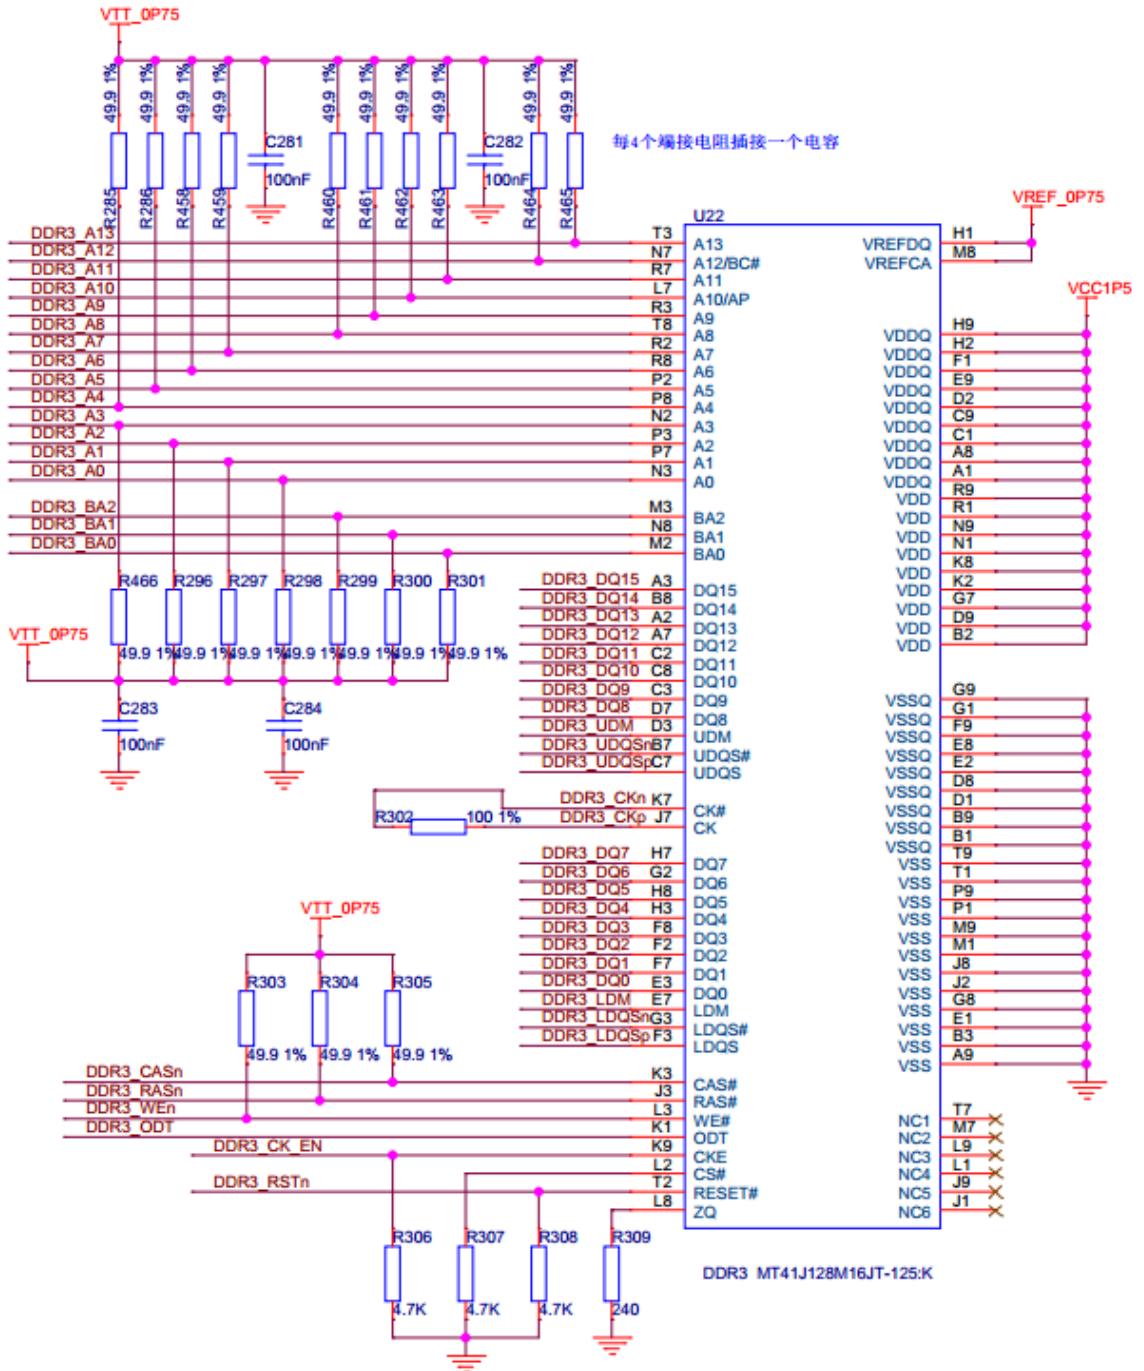 VTT_0P75
49.9 1% 49.9 1% 49.9 1% 49.9 1% 49.9 1% 49.9 1% 49.9 1% 49.9 1% 49.9 1% 49.9 1%
C281 C282 每4个端接电阻插接一个电容
100nF 100nF
R285 R286 R458 R459 R460 R461 R462 R463 R464 R465
VREF_0P75
U22
DDR3_A13 T3 A13 VREFDQ H1
DDR3_A12 N7 A12/BC# VREFCA M8
DDR3_A11 R7 A11
VCC1P5
DDR3_A10 L7 A10/AP
DDR3_A9 R3 A9
DDR3_A8 T8 A8 VDDQ H9
DDR3_A7 R2 A7 VDDQ H2
DDR3_A6 R8 A6 VDDQ F1
DDR3_A5 P2 A5 VDDQ E9
DDR3_A4 P8 A4 VDDQ D2
DDR3_A3 N2 A3 VDDQ C9
DDR3_A2 P3 A2 VDDQ C1
DDR3_A1 P7 A1 VDDQ A8
DDR3_A0 N3 A0 VDDQ A1
VDD R9
DDR3_BA2 M3 BA2 VDD R1
DDR3_BA1 N8 BA1 VDD N9
DDR3_BA0 M2 BA0 VDD N1
VDD K8
R466 R296 R297 R298 R299 R300 R301
DDR3_DQ15 A3 DQ15 VDD K2
DDR3_DQ14 B8 DQ14 VDD G7
DDR3_DQ13 A2 DQ13 VDD D9
VTT_0P75
DDR3_DQ12 A7 DQ12 VDD B2
49.9 1% 49.9 1% 49.9 1% 49.9 1% 49.9 1% 49.9 1% 49.9 1%
DDR3_DQ11 C2 DQ11
DDR3_DQ10 C8 DQ10
DDR3_DQ9 C3 DQ9 VSSQ G9
C283 C284
DDR3_DQ8 D7 DQ8 VSSQ G1
DDR3_UDM D3 UDM VSSQ F9
100nF 100nF
DDR3_UDQSn B7 UDQS# VSSQ E8
DDR3_UDQSp C7 UDQS VSSQ E2
VSSQ D8
DDR3_CKn K7 CK# VSSQ D1
R302 100 1% DDR3_CKp J7 CK VSSQ B9
VSSQ B1
DDR3_DQ7 H7 DQ7 VSS T9
DDR3_DQ6 G2 DQ6 VSS T1
DDR3_DQ5 H8 DQ5 VSS P9
DDR3_DQ4 H3 DQ4 VSS P1
VTT_0P75
DDR3_DQ3 F8 DQ3 VSS M9
DDR3_DQ2 F2 DQ2 VSS M1
DDR3_DQ1 F7 DQ1 VSS J8
R303 R304 R305
DDR3_DQ0 E3 DQ0 VSS J2
DDR3_LDM E7 LDM VSS G8
DDR3_LDQSn G3 LDQS# VSS E1
DDR3_LDQSp F3 LDQS VSS B3
49.9 1% 49.9 1% 49.9 1%
VSS A9
DDR3_CASn K3 CAS#
DDR3_RASn J3 RAS#
DDR3_WEn L3 WE# NC1 T7
DDR3_ODT K1 ODT NC2 M7
DDR3_CK_EN K9 CKE NC3 L9
L2 CS# NC4 L1
DDR3_RSTn T2 RESET# NC5 J9
L8 ZQ NC6 J1
R306 R307 R308 R309
DDR3 MT41J128M16JT-125:K
4.7K 4.7K 4.7K 240